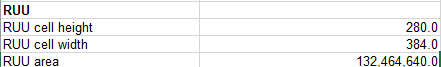 RUU
RUU cell height 280.0
RUU cell width 384.0
RUU area 132,464,640.0